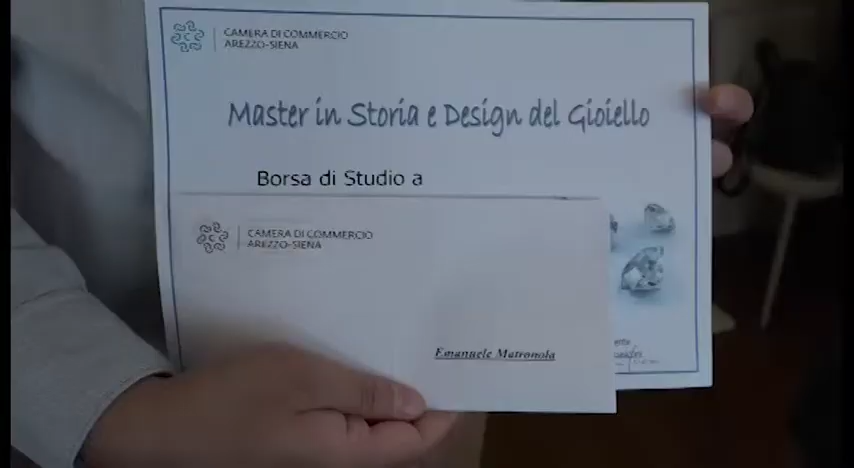 CAMERA DI COMMERCIO
AREZZO-SIENA
Master in Storia e Design del Gioiello
Borsa di Studio a
CAMERA DI COMMERCIO
AREZZO-SIENA
Emanuele Matronola